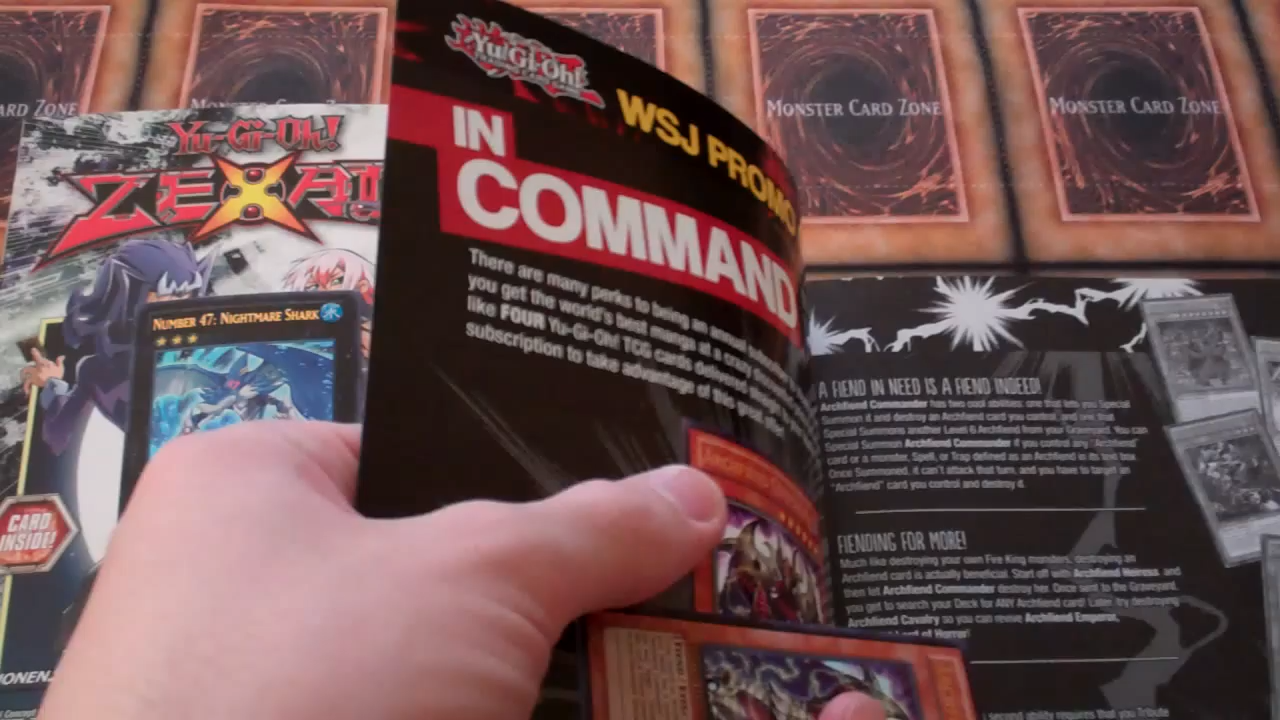 ARD ZONE
MONSTER CARD ZONE
MONSTER CARD ZONE
MONSTER CARD ZONE
Yu-Gi-Oh!
ZEXAL
NUMBER 47: NIGHTMARE SHARK
CARD
INSIDE!
Yu-Gi-Oh!
WSJ PROMO
IN
COMMAND
There are many perks to being an annual
you get the world's best manga at a crazy
like FOUR Yu-Gi-Oh! TCG cards delivered
subscription to take advantage of this great
A FIEND IN NEED IS A FIEND INDEED!
Archfiend Commander has two cool abilities: one that lets you Special
Summon it and destroy an Archfiend card you control, and one that
Special Summons another Level 6 Archfiend from your Graveyard. You can
Special Summon Archfiend Commander if you control any "Archfiend"
card or a monster, Spell, or Trap defined as an Archfiend in its text box.
Once Summoned, it can't attack that turn, and you have to target an
"Archfiend" card you control and destroy it.
FIENDING FOR MORE!
Much like destroying your own Fire King monsters, destroying an
Archfiend card is actually beneficial. Start off with Archfiend Heiress, and
then let Archfiend Commander destroy her. Once sent to the Graveyard,
you get to search your Deck for ANY Archfiend card! Later, try destroying
Archfiend Cavalry so you can revive Archfiend Emperor,
Lord of Horror!
second ability requires that you Tribute